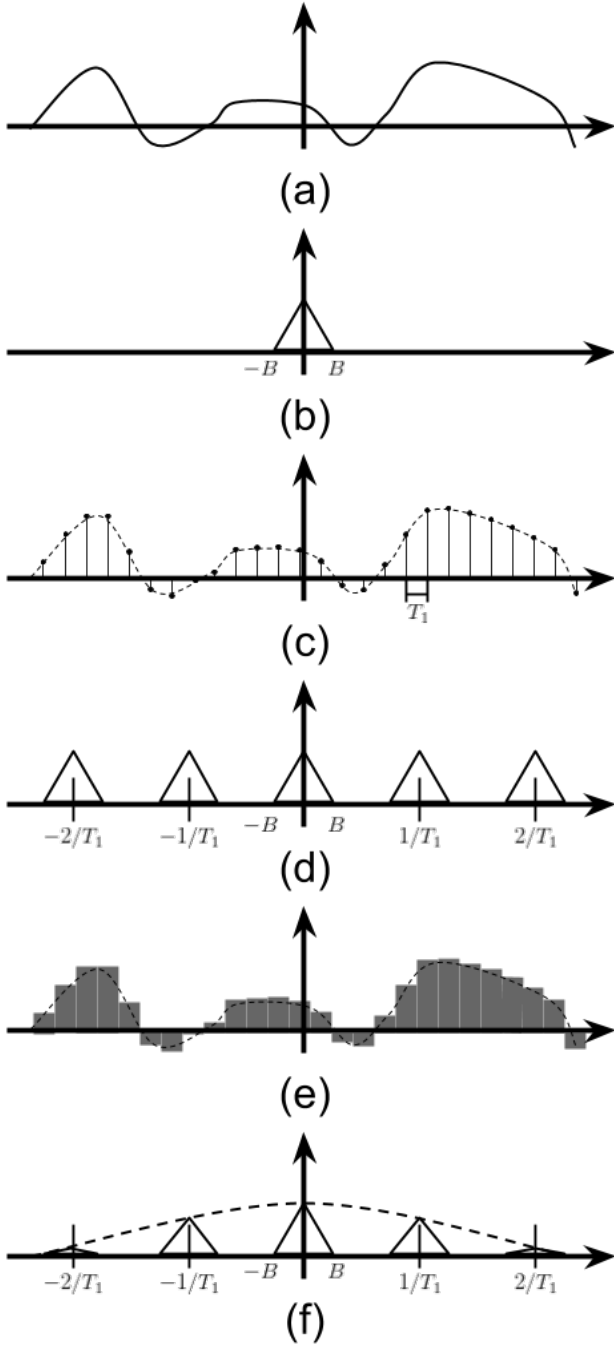 (a)
−B B
(b)
T₁
(c)
−2/T₁ −1/T₁ −B B 1/T₁ 2/T₁
(d)
(e)
−2/T₁ −1/T₁ −B B 1/T₁ 2/T₁
(f)